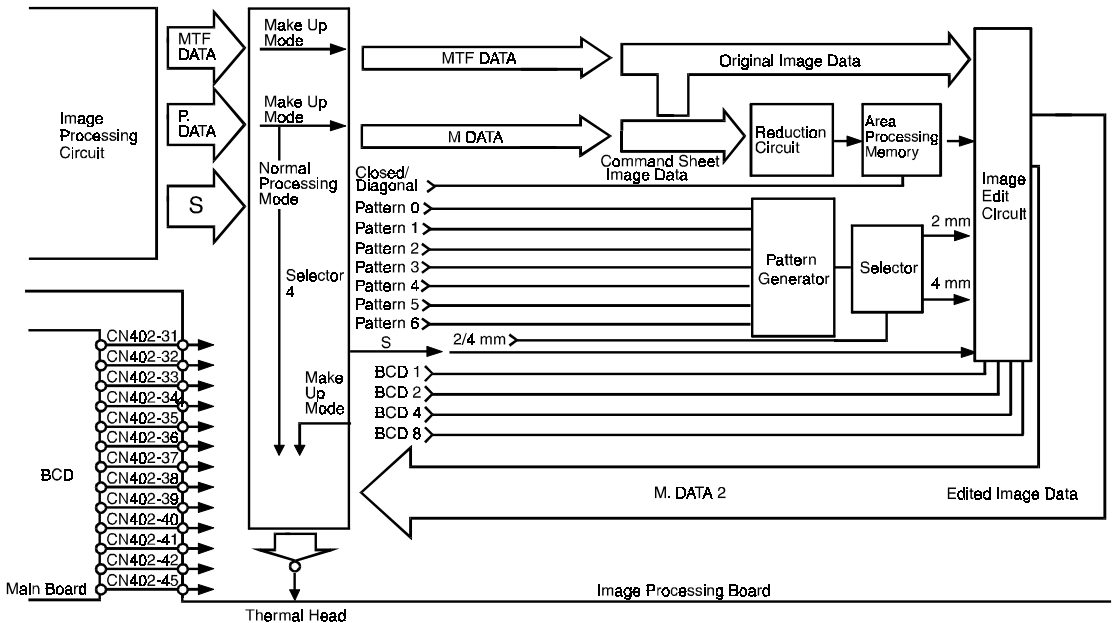 Image
Processing
Circuit
MTF
DATA
P.
DATA
S
Make Up
Mode
Make Up
Mode
Normal
Processing
Mode
Selector
4
Make
Up
Mode
MTF DATA
M DATA
Original Image Data
Command Sheet
Image Data
Reduction
Circuit
Area
Processing
Memory
Image
Edit
Circuit
Closed/
Diagonal
Pattern 0
Pattern 1
Pattern 2
Pattern 3
Pattern 4
Pattern 5
Pattern 6
Pattern
Generator
Selector
2 mm
4 mm
S
2/4 mm
BCD 1
BCD 2
BCD 4
BCD 8
M. DATA 2
Edited Image Data
CN402-31
CN402-32
CN402-33
CN402-34
CN402-35
CN402-36
CN402-37
CN402-38
CN402-39
CN402-40
CN402-41
CN402-42
CN402-45
BCD
Main Board
Image Processing Board
Thermal Head